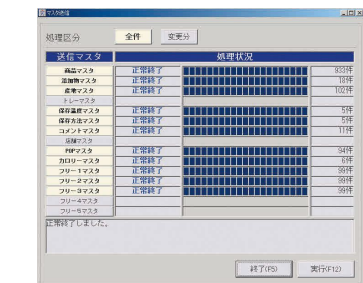 マスタ送信
処理区分 全件 変更分
送信マスタ 処理状況
商品マスタ 正常終了 933件
添加物マスタ 正常終了 18件
産地マスタ 正常終了 102件
トレーマスタ
保存温度マスタ 正常終了 5件
保存方法マスタ 正常終了 5件
コメントマスタ 正常終了 11件
店舗マスタ
POPマスタ 正常終了 94件
カロリーマスタ 正常終了 6件
フリー1マスタ 正常終了 99件
フリー2マスタ 正常終了 99件
フリー3マスタ 正常終了 99件
フリー4マスタ
フリー5マスタ
正常終了しました。
終了(F5) 実行(F12)